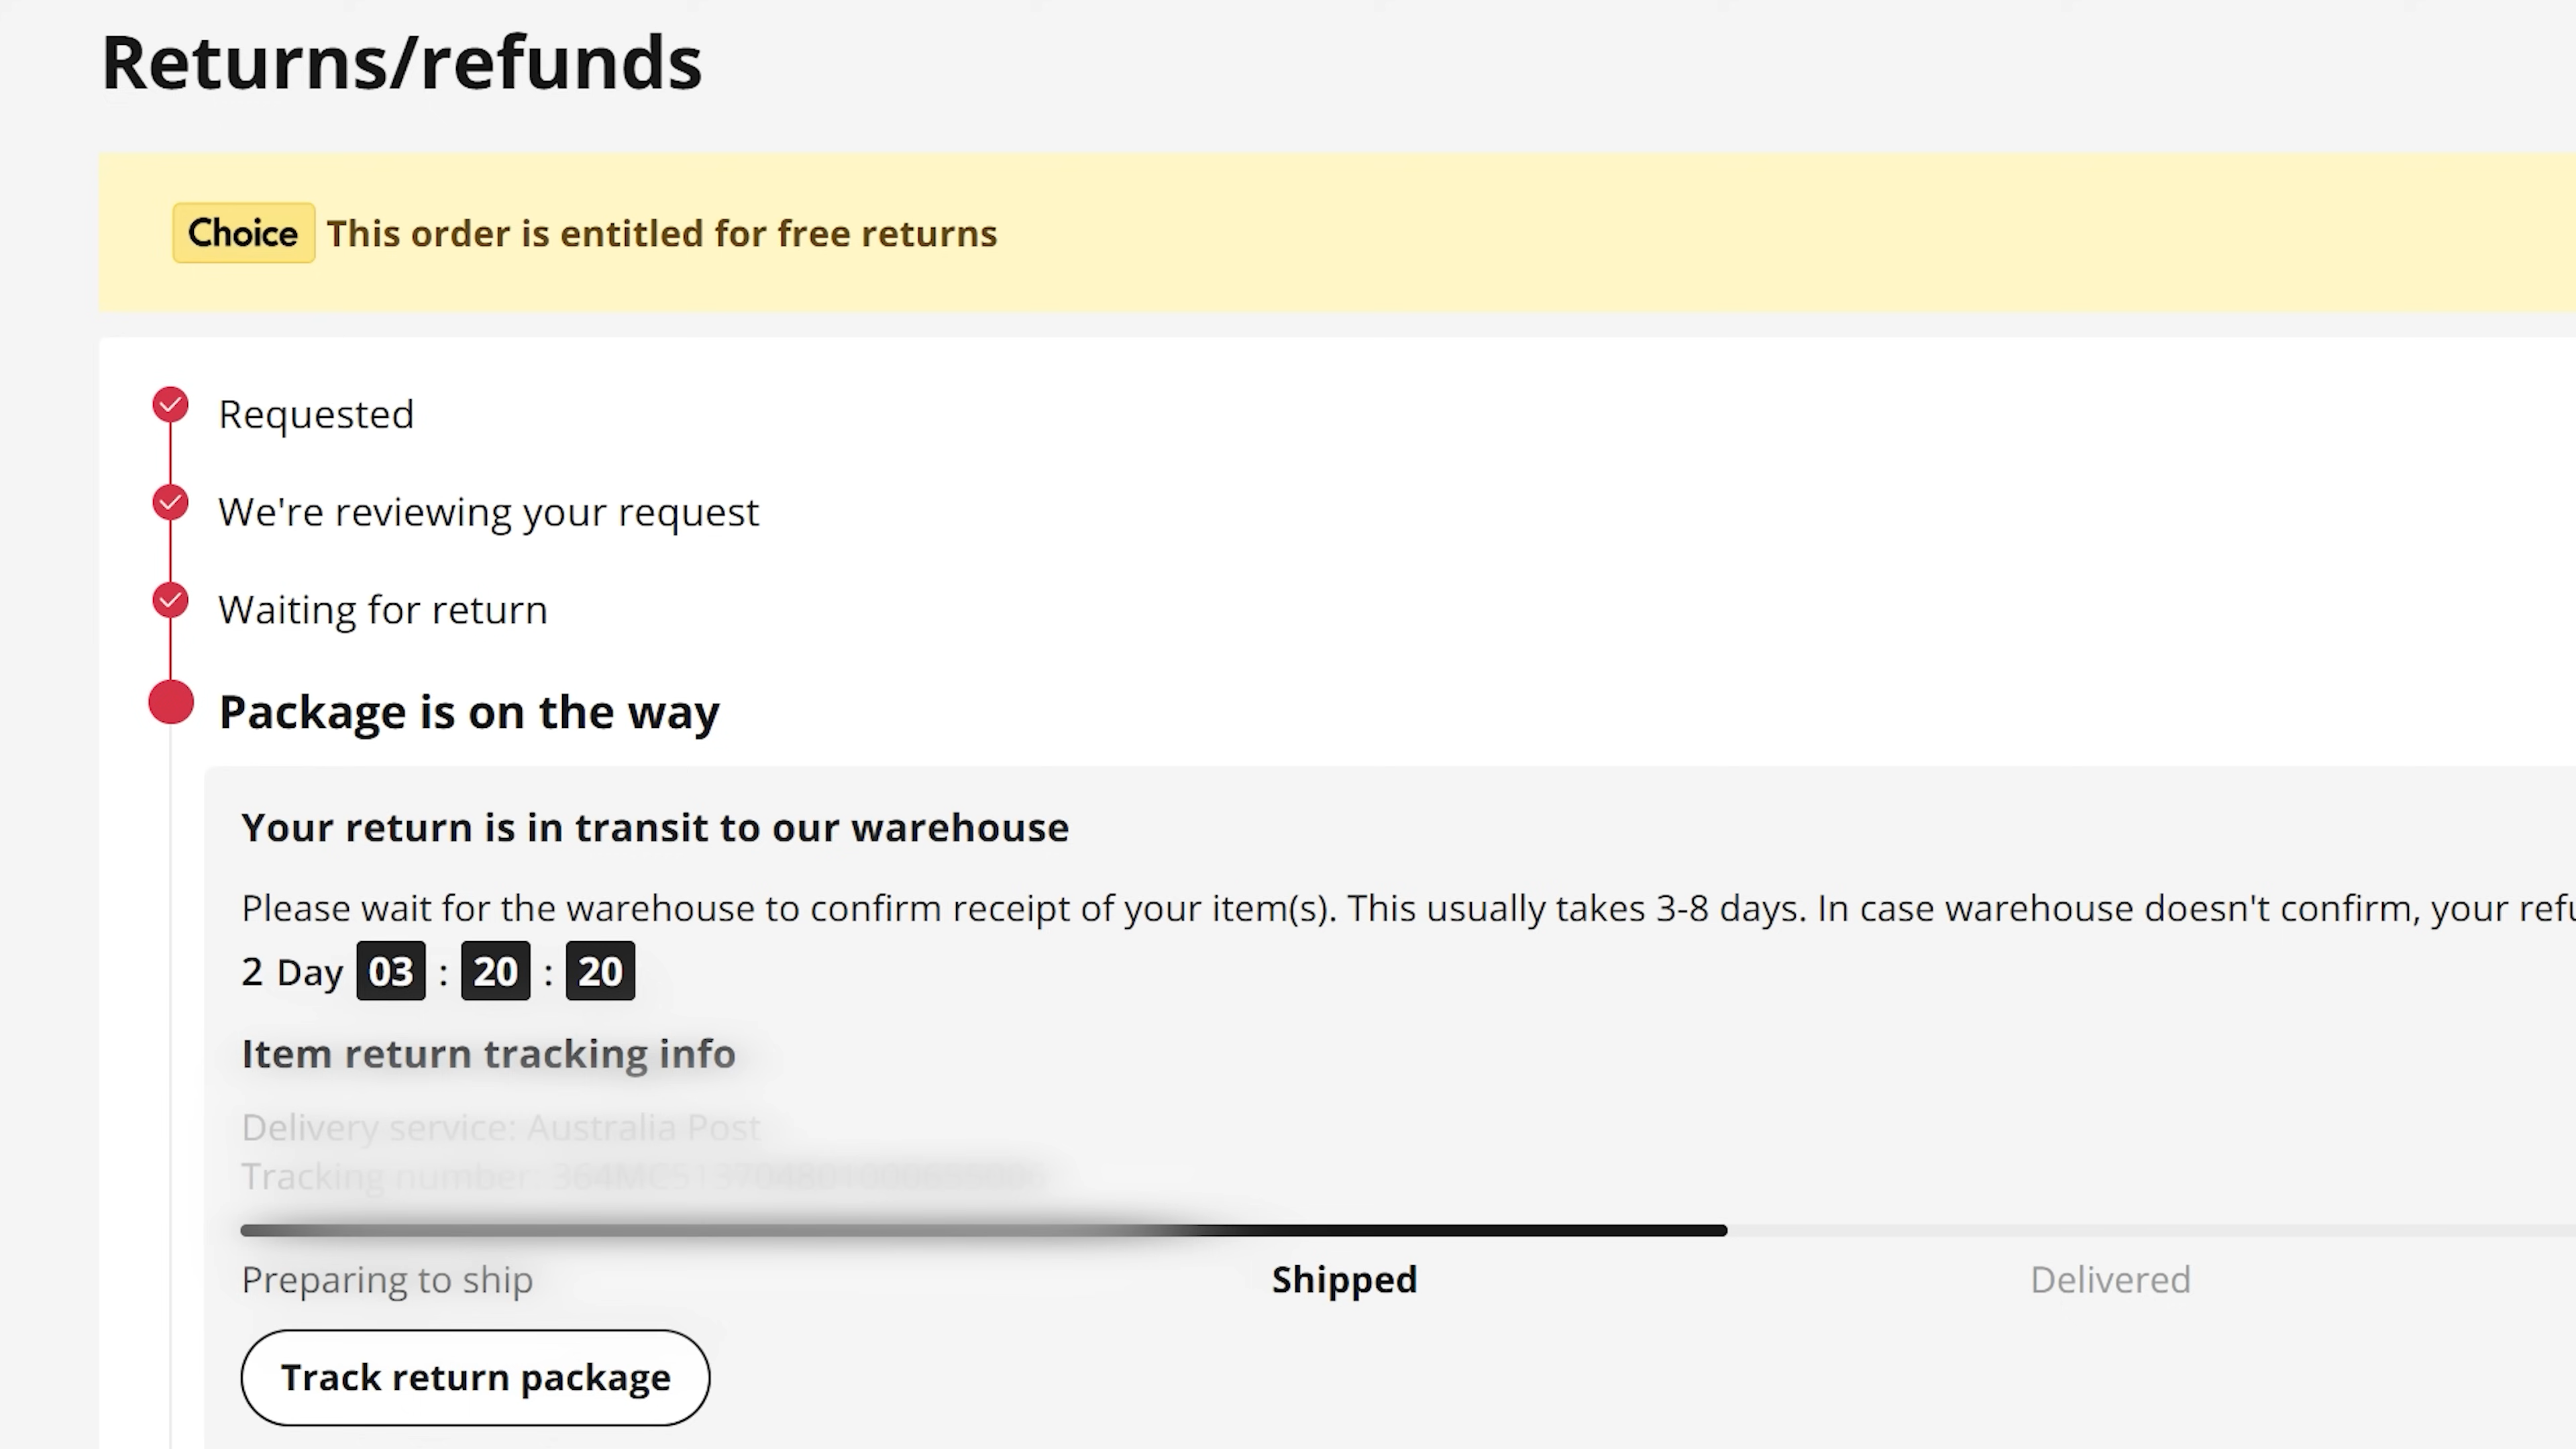 Returns/refunds
Choice This order is entitled for free returns
Requested
We're reviewing your request
Waiting for return
Package is on the way
Your return is in transit to our warehouse
Please wait for the warehouse to confirm receipt of your item(s). This usually takes 3-8 days. In case warehouse doesn't confirm, your
2 Day 03 : 20 : 20
Item return tracking info
Delivery service: Australia Post
Tracking number:
Preparing to ship
Shipped
Delivered
Track return package